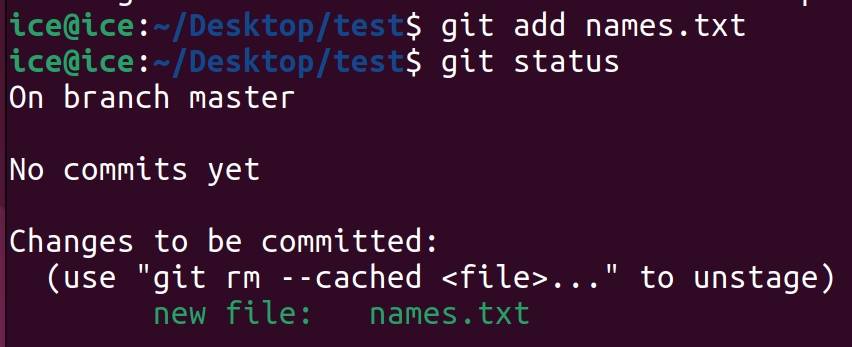 ice@ice:~/Desktop/test$ git add names.txt
ice@ice:~/Desktop/test$ git status
On branch master
No commits yet
Changes to be committed:
  (use "git rm --cached <file>..." to unstage)
        new file:   names.txt